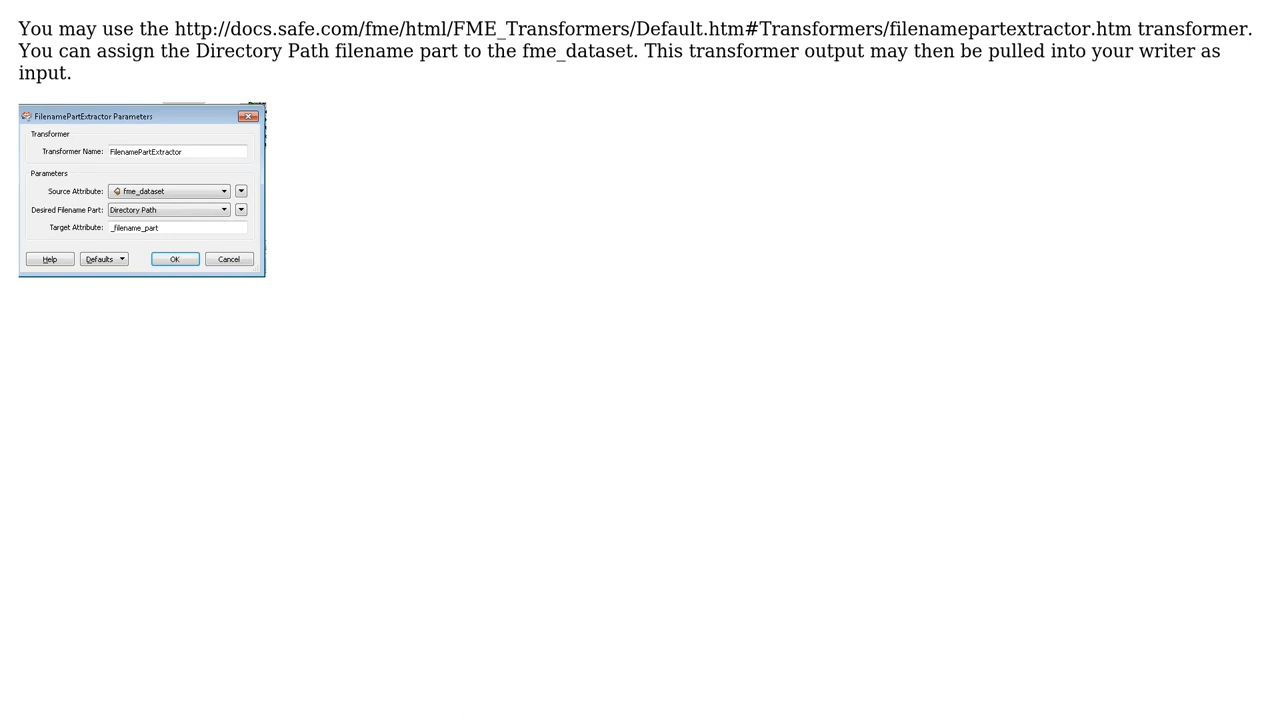 You may use the http://docs.safe.com/fme/html/FME_Transformers/Default.htm#Transformers/filenamepartextractor.htm transformer.
You can assign the Directory Path filename part to the fme_dataset. This transformer output may then be pulled into your writer as
input.
FilenamePartExtractor Parameters
Transformer
Transformer Name: FilenamePartExtractor
Parameters
Source Attribute: fme_dataset
Desired Filename Part: Directory Path
Target Attribute: _filename_part
Help Defaults OK Cancel